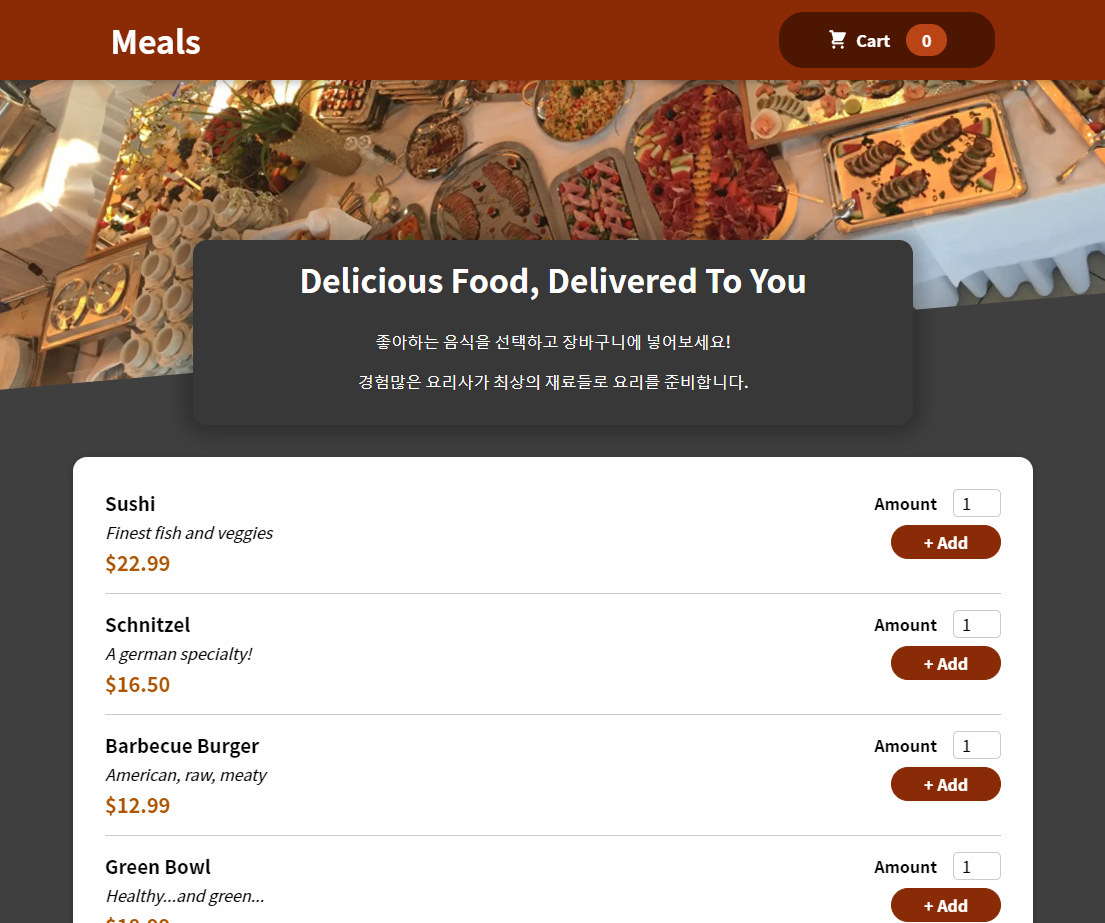 Meals
Cart 0
Delicious Food, Delivered To You
좋아하는 음식을 선택하고 장바구니에 넣어보세요!
경험많은 요리사가 최상의 재료들로 요리를 준비합니다.
Sushi
Amount 1
Finest fish and veggies
+ Add
$22.99
Schnitzel
Amount 1
A german specialty!
+ Add
$16.50
Barbecue Burger
Amount 1
American, raw, meaty
+ Add
$12.99
Green Bowl
Amount 1
Healthy...and green...
+ Add